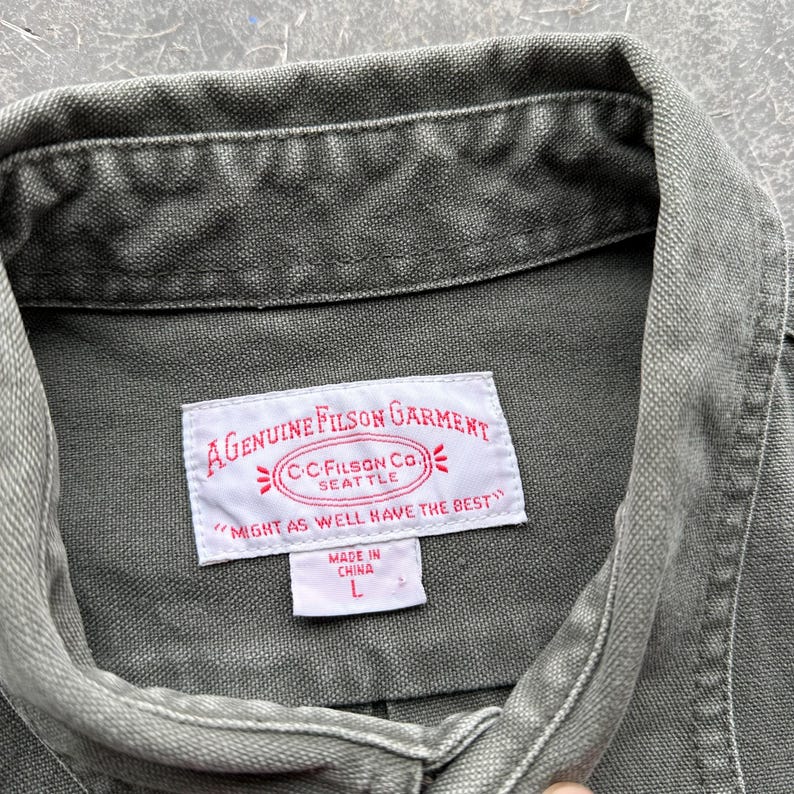 A GENUINE FILSON GARMENT
C·C·FILSON CO.
SEATTLE
"MIGHT AS WELL HAVE THE BEST"
MADE IN
CHINA
L